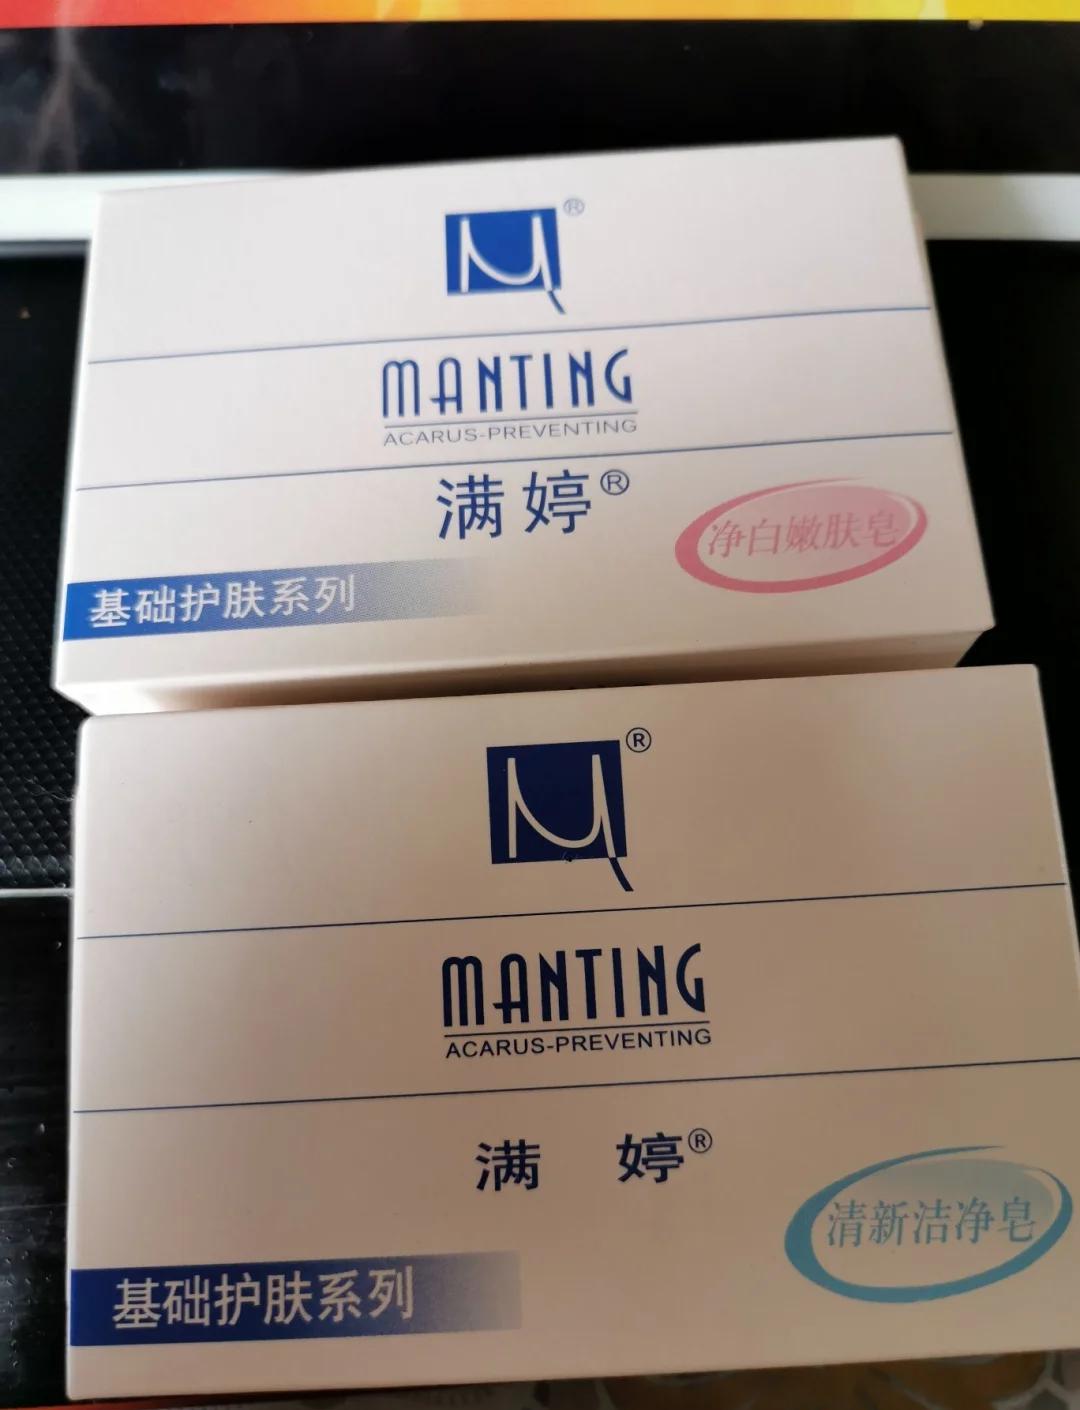 ®
MANTING
ACARUS-PREVENTING
满婷®
净白嫩肤皂
基础护肤系列
®
MANTING
ACARUS-PREVENTING
满 婷®
清新洁净皂
基础护肤系列